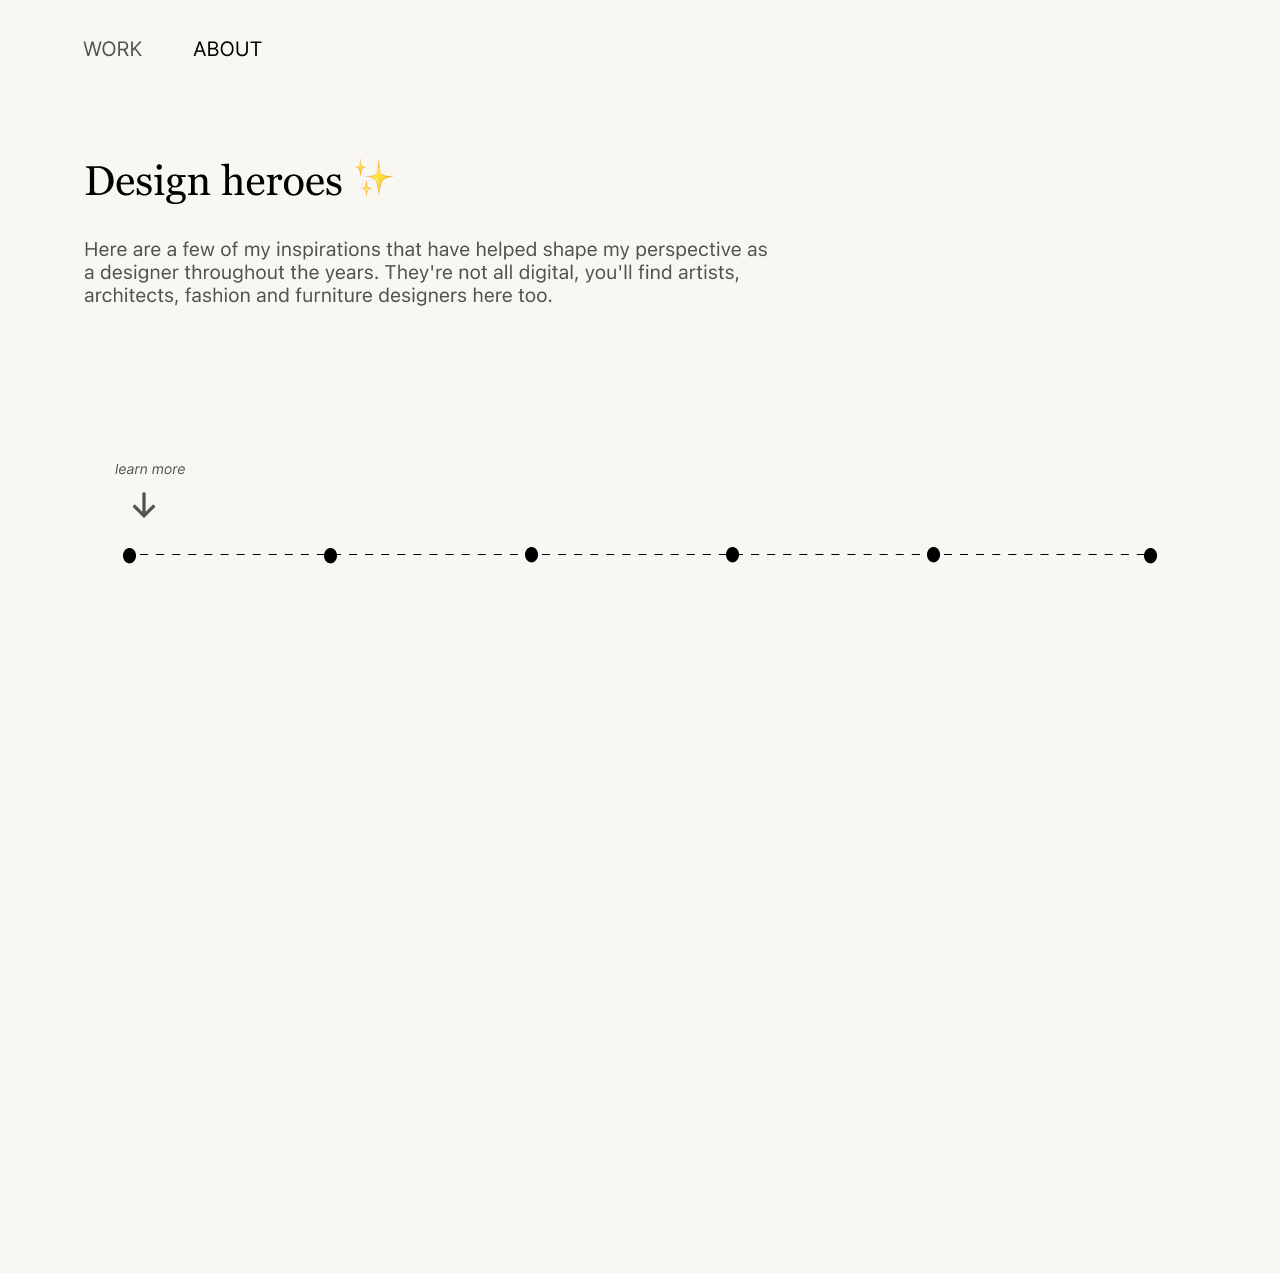 WORK ABOUT
Design heroes ✨
Here are a few of my inspirations that have helped shape my perspective as
a designer throughout the years. They're not all digital, you'll find artists,
architects, fashion and furniture designers here too.
learn more